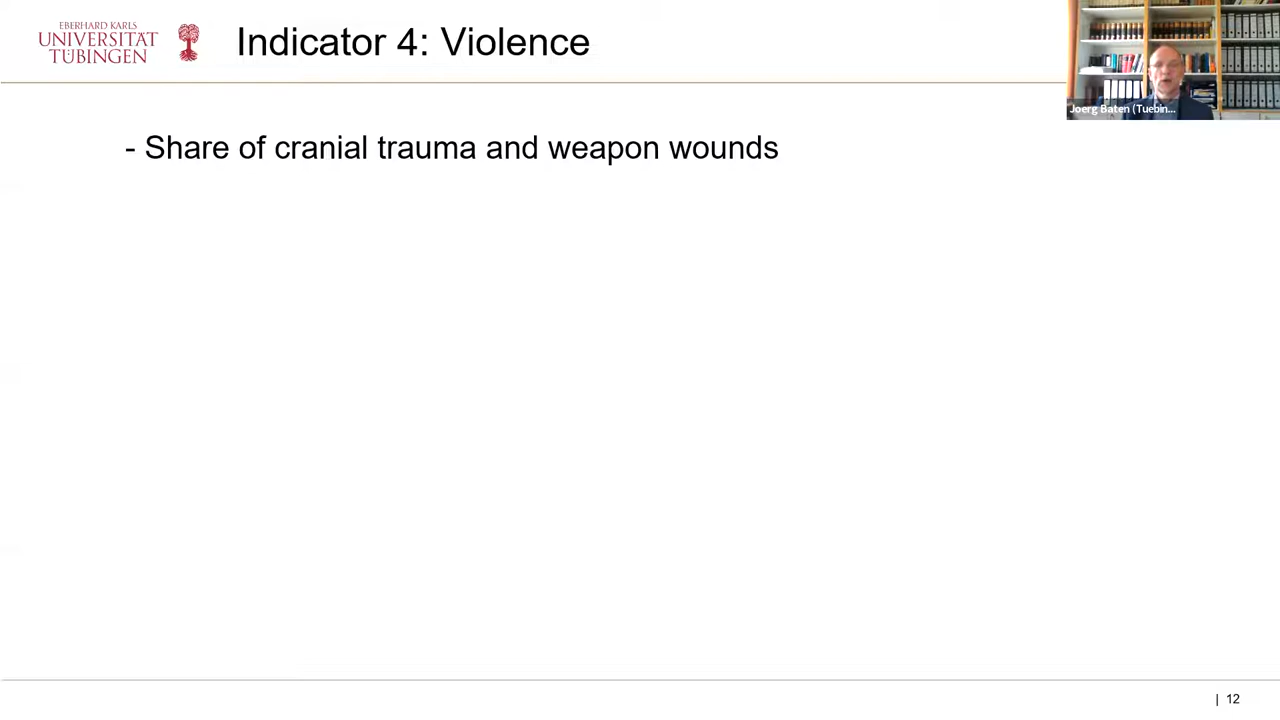 EBERHARD KARLS
UNIVERSITÄT
TÜBINGEN
Indicator 4: Violence
Joerg Baten (Tuebin...
- Share of cranial trauma and weapon wounds
| 12